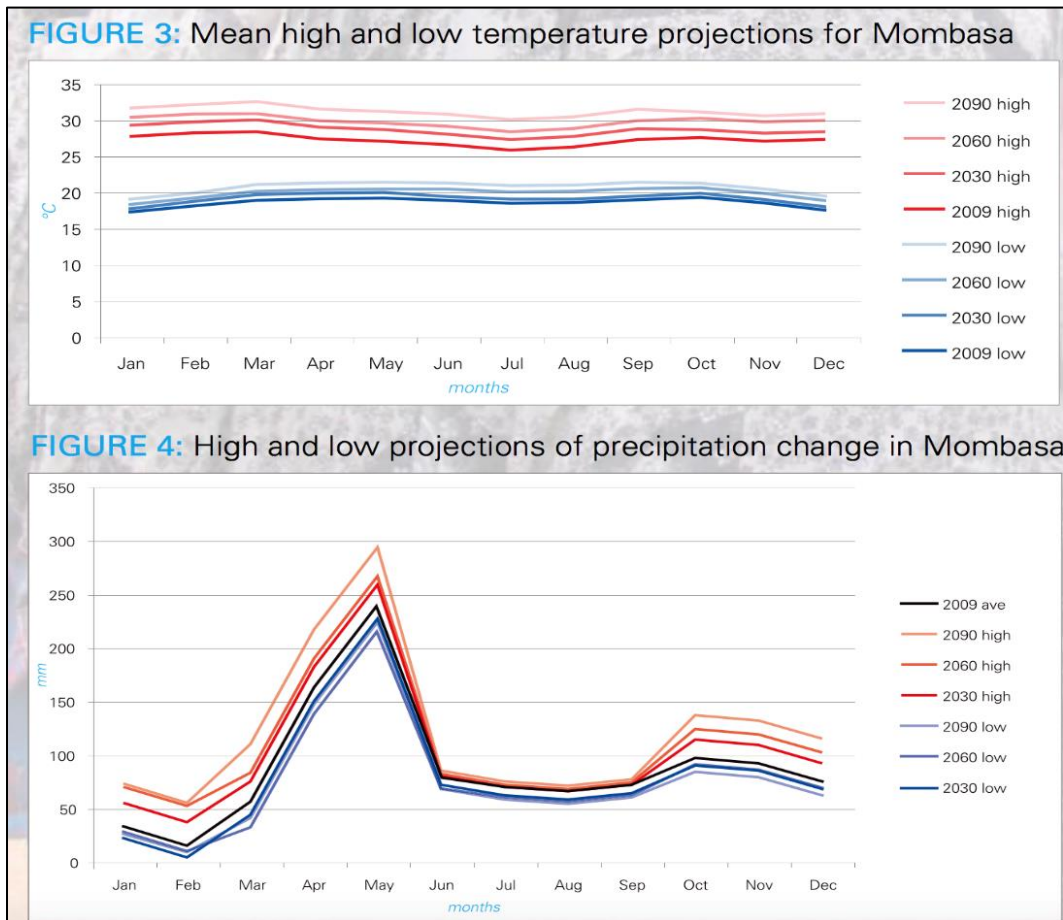 FIGURE 3: Mean high and low temperature projections for Mombasa
35
30
25
20
15
10
5
0
°C
Jan Feb Mar Apr May Jun Jul Aug Sep Oct Nov Dec
months
2090 high
2060 high
2030 high
2009 high
2090 low
2060 low
2030 low
2009 low
FIGURE 4: High and low projections of precipitation change in Mombasa
350
300
250
200
150
100
50
0
mm
Jan Feb Mar Apr May Jun Jul Aug Sep Oct Nov Dec
months
2009 ave
2090 high
2060 high
2030 high
2090 low
2060 low
2030 low